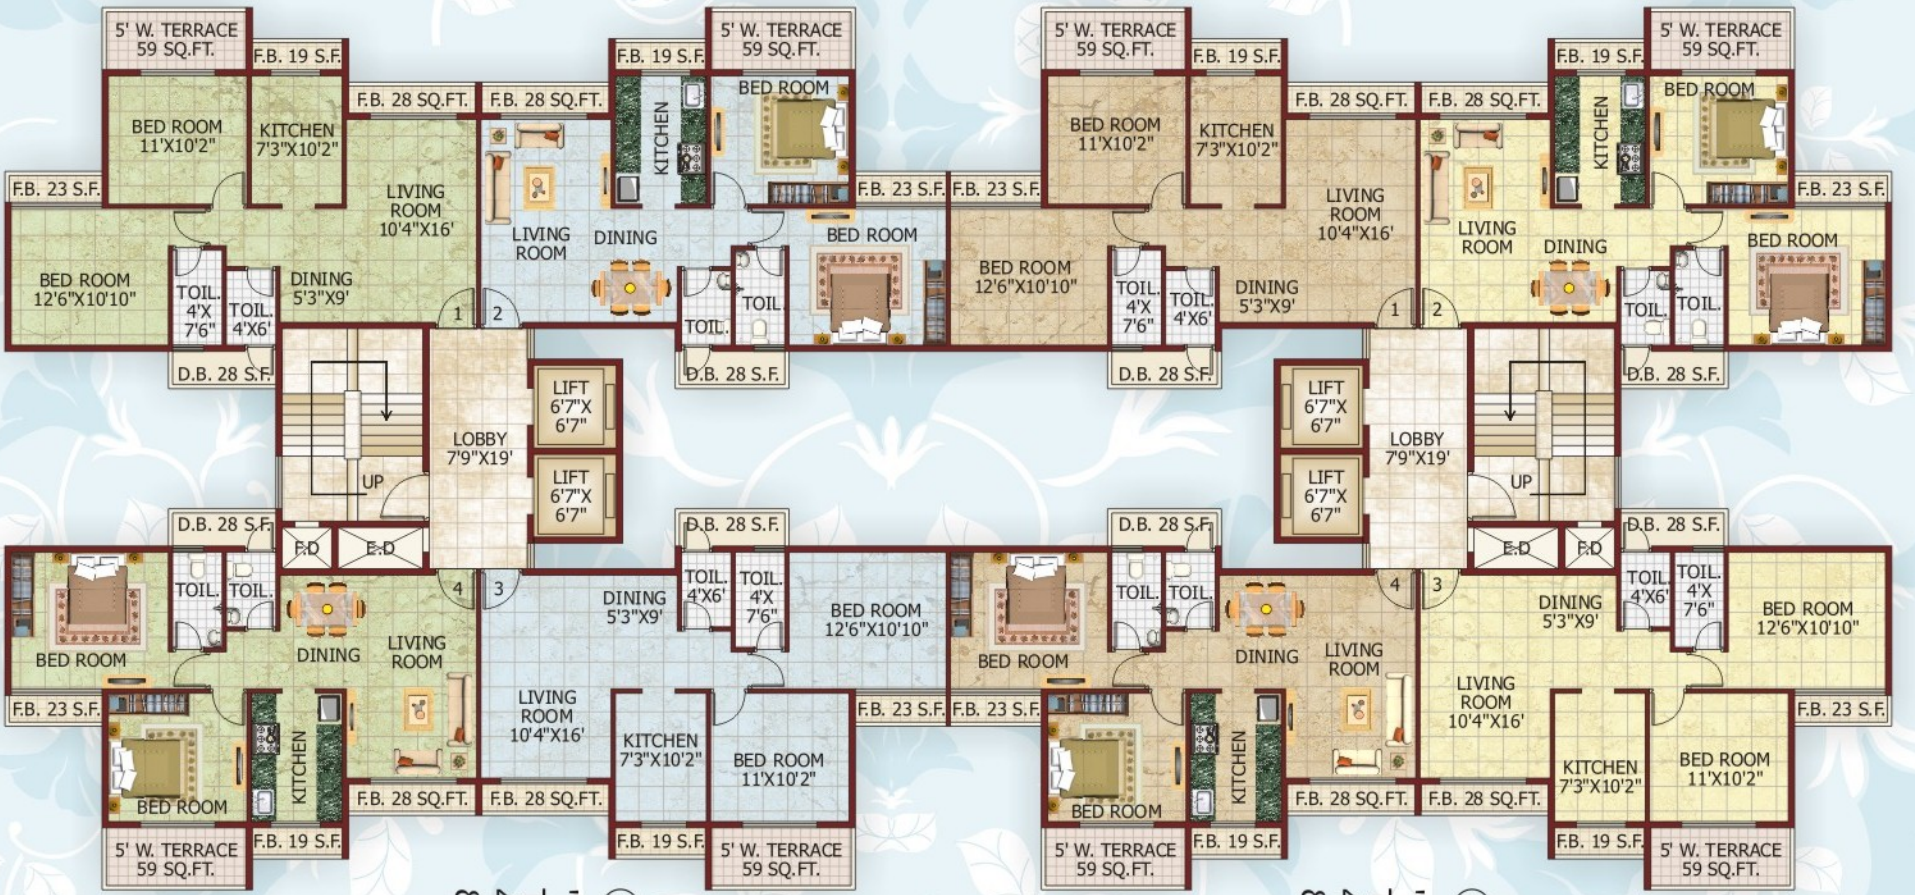 5' W. TERRACE
59 SQ.FT.
F.B. 19 S.F.
F.B. 28 SQ.FT.
BED ROOM
11'X10'2"
KITCHEN
7'3"X10'2"
LIVING
ROOM
10'4"X16'
F.B. 23 S.F.
BED ROOM
12'6"X10'10"
TOIL.
4'X
7'6"
TOIL.
4'X6'
DINING
5'3"X9'
1
D.B. 28 S.F.
F.B. 28 SQ.FT.
F.B. 19 S.F.
5' W. TERRACE
59 SQ.FT.
KITCHEN
BED ROOM
LIVING
ROOM
DINING
BED ROOM
F.B. 23 S.F.
TOIL.
TOIL.
2
D.B. 28 S.F.
5' W. TERRACE
59 SQ.FT.
F.B. 19 S.F.
F.B. 28 SQ.FT.
BED ROOM
11'X10'2"
KITCHEN
7'3"X10'2"
LIVING
ROOM
10'4"X16'
F.B. 23 S.F.
BED ROOM
12'6"X10'10"
TOIL.
4'X
7'6"
TOIL.
4'X6'
DINING
5'3"X9'
1
D.B. 28 S.F.
F.B. 28 SQ.FT.
F.B. 19 S.F.
5' W. TERRACE
59 SQ.FT.
KITCHEN
BED ROOM
F.B. 23 S.F.
LIVING
ROOM
DINING
BED ROOM
TOIL.
TOIL.
2
D.B. 28 S.F.
UP
LOBBY
7'9"X19'
LIFT
6'7"X
6'7"
LIFT
6'7"X
6'7"
F.D
E.D
LIFT
6'7"X
6'7"
LIFT
6'7"X
6'7"
LOBBY
7'9"X19'
UP
E.D
F.D
D.B. 28 S.F.
TOIL.
TOIL.
4
BED ROOM
DINING
LIVING
ROOM
F.B. 23 S.F.
BED ROOM
KITCHEN
F.B. 28 SQ.FT.
F.B. 19 S.F.
5' W. TERRACE
59 SQ.FT.
D.B. 28 S.F.
3
DINING
5'3"X9'
TOIL.
4'X6'
TOIL.
4'X
7'6"
BED ROOM
12'6"X10'10"
LIVING
ROOM
10'4"X16'
KITCHEN
7'3"X10'2"
BED ROOM
11'X10'2"
F.B. 23 S.F.
F.B. 28 SQ.FT.
F.B. 19 S.F.
5' W. TERRACE
59 SQ.FT.
D.B. 28 S.F.
TOIL.
TOIL.
4
BED ROOM
DINING
LIVING
ROOM
F.B. 23 S.F.
BED ROOM
KITCHEN
F.B. 28 SQ.FT.
F.B. 19 S.F.
5' W. TERRACE
59 SQ.FT.
D.B. 28 S.F.
3
DINING
5'3"X9'
TOIL.
4'X6'
TOIL.
4'X
7'6"
BED ROOM
12'6"X10'10"
LIVING
ROOM
10'4"X16'
KITCHEN
7'3"X10'2"
BED ROOM
11'X10'2"
F.B. 23 S.F.
F.B. 28 SQ.FT.
F.B. 19 S.F.
5' W. TERRACE
59 SQ.FT.